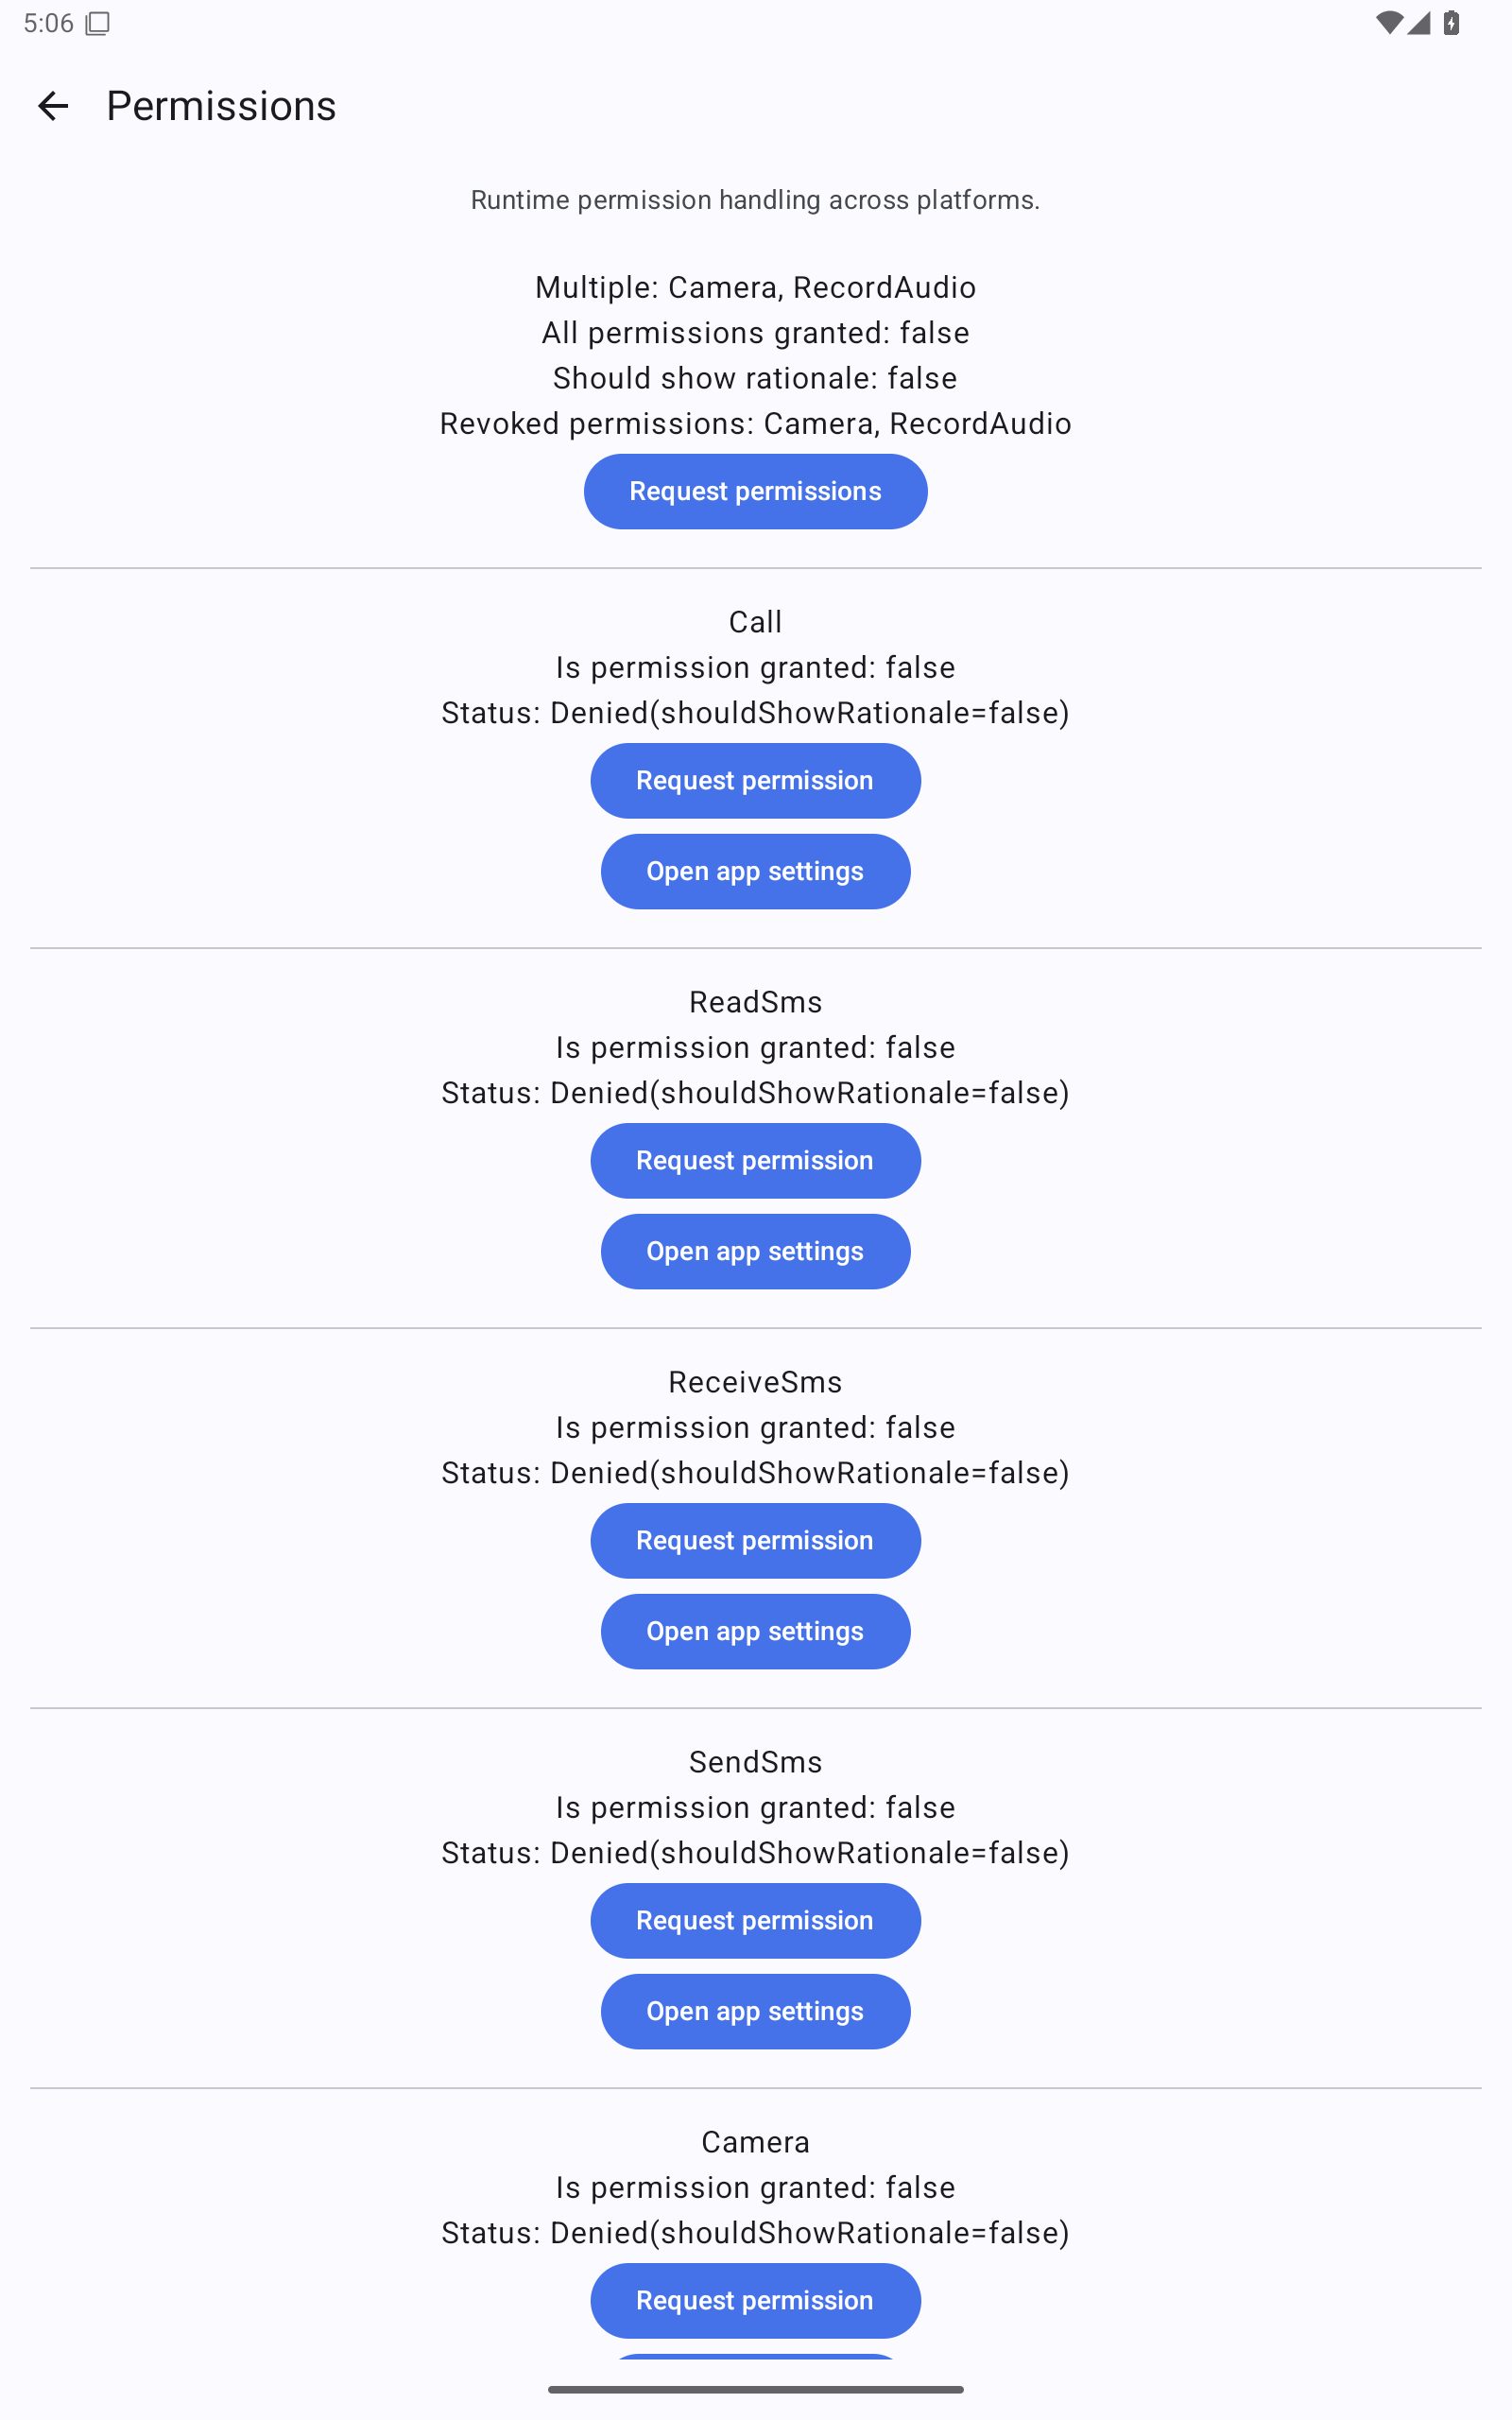 5:06
Permissions
Runtime permission handling across platforms.
Multiple: Camera, RecordAudio
All permissions granted: false
Should show rationale: false
Revoked permissions: Camera, RecordAudio
Request permissions
Call
Is permission granted: false
Status: Denied(shouldShowRationale=false)
Request permission
Open app settings
ReadSms
Is permission granted: false
Status: Denied(shouldShowRationale=false)
Request permission
Open app settings
ReceiveSms
Is permission granted: false
Status: Denied(shouldShowRationale=false)
Request permission
Open app settings
SendSms
Is permission granted: false
Status: Denied(shouldShowRationale=false)
Request permission
Open app settings
Camera
Is permission granted: false
Status: Denied(shouldShowRationale=false)
Request permission